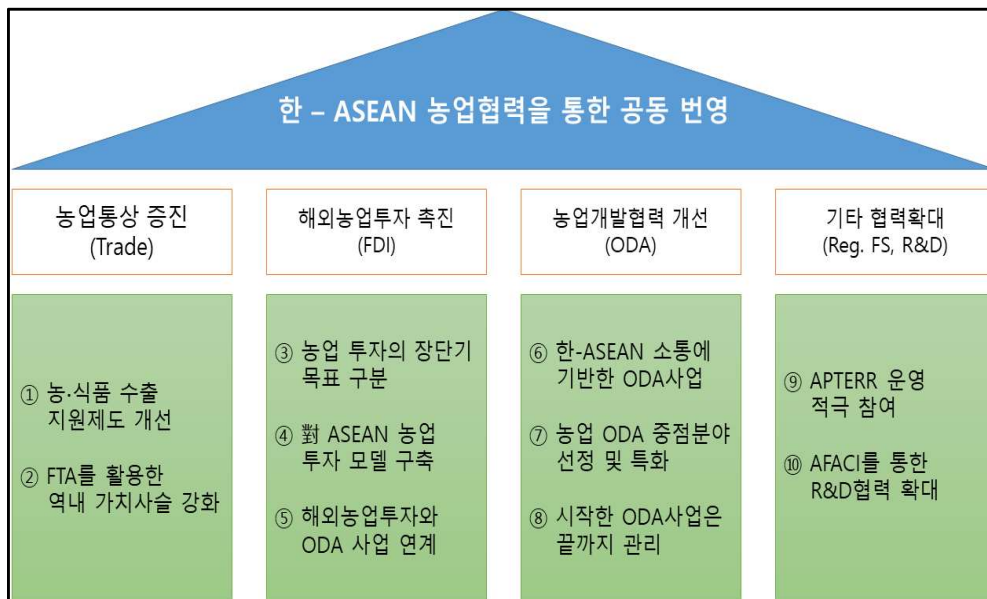 한 – ASEAN 농업협력을 통한 공동 번영
농업통상 증진
(Trade)
해외농업투자 촉진
(FDI)
농업개발협력 개선
(ODA)
기타 협력확대
(Reg. FS, R&D)
① 농·식품 수출
지원제도 개선
② FTA를 활용한
역내 가치사슬 강화
③ 농업 투자의 장단기
목표 구분
④ 對 ASEAN 농업
투자 모델 구축
⑤ 해외농업투자와
ODA 사업 연계
⑥ 한-ASEAN 소통에
기반한 ODA사업
⑦ 농업 ODA 중점분야
선정 및 특화
⑧ 시작한 ODA사업은
끝까지 관리
⑨ APTERR 운영
적극 참여
⑩ AFACI를 통한
R&D협력 확대